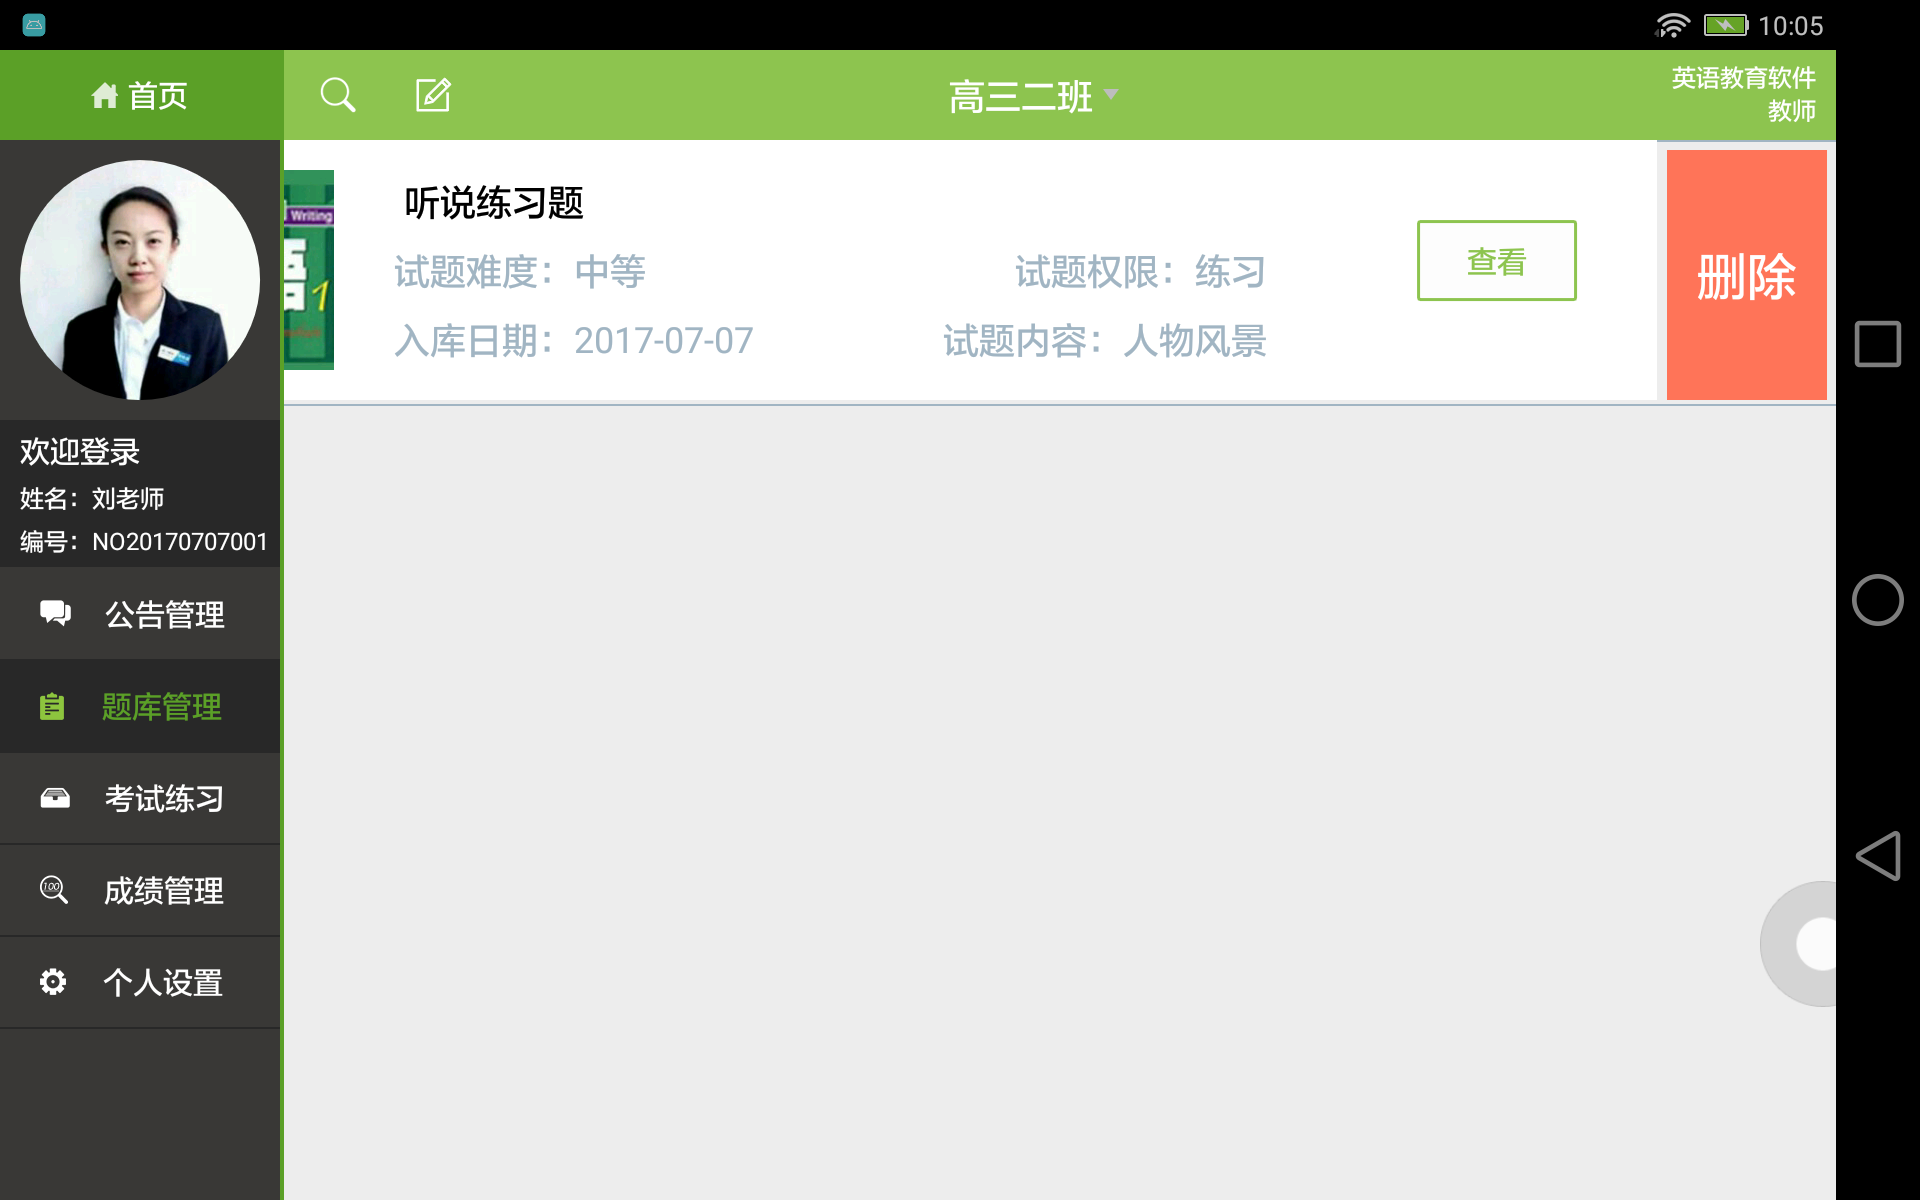 10:05
首页
高三二班
英语教育软件
教师
Writing
语
1
听说练习题
试题难度：中等
试题权限：练习
查看
删除
入库日期：2017-07-07
试题内容：人物风景
欢迎登录
姓名：刘老师
编号：NO20170707001
公告管理
题库管理
考试练习
100
成绩管理
个人设置